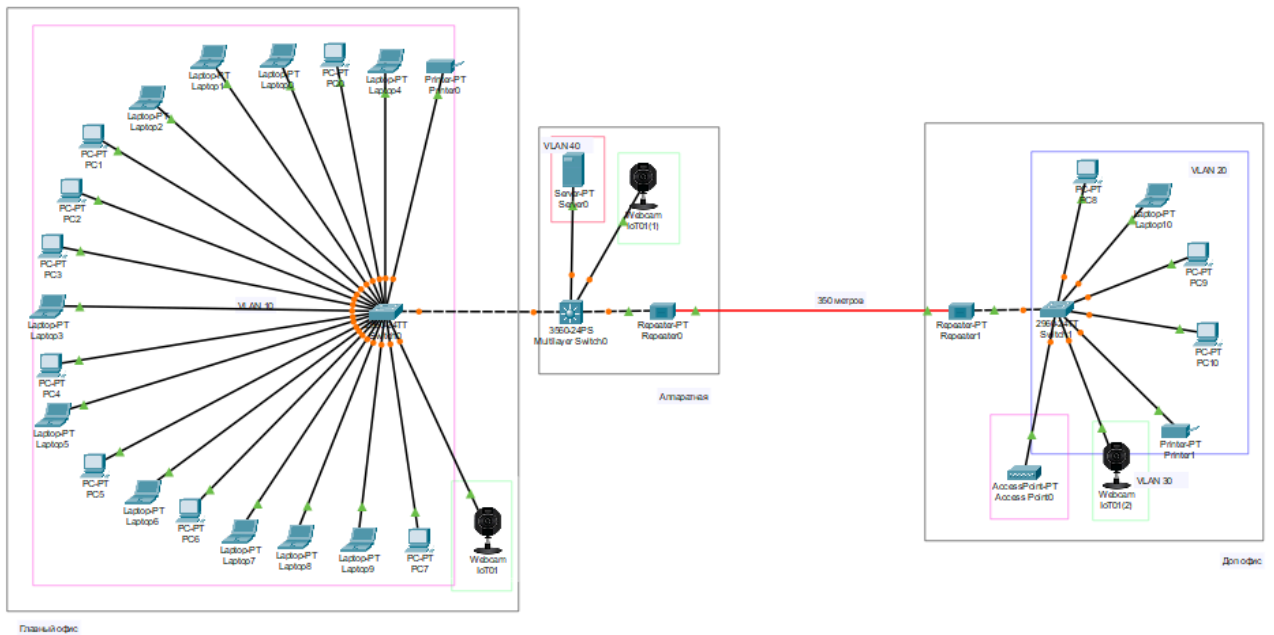 Laptop-PT
Laptop1
Laptop-PT
PC-PT
Laptop-PT
Laptop4
Printer-PT
Printer0
Laptop-PT
Laptop2
PC-PT
PC1
PC-PT
PC2
PC-PT
PC3
Laptop-PT
Laptop3
PC-PT
PC4
Laptop-PT
Laptop5
PC-PT
PC5
Laptop-PT
Laptop6
PC-PT
PC6
Laptop-PT
Laptop7
Laptop-PT
Laptop8
Laptop-PT
Laptop9
PC-PT
PC7
Webcam
IoT01
VLAN 10
Switch0
Главный офис
VLAN 40
Server-PT
Server0
Webcam
IoT01(1)
3560-24PS
Multilayer Switch0
Repeater-PT
Repeater0
Аппаратная
350 метров
Repeater-PT
Repeater1
2960-24TT
Switch1
VLAN 20
PC-PT
PC8
Laptop-PT
Laptop10
PC-PT
PC9
PC-PT
PC10
Printer-PT
Printer1
AccessPoint-PT
Access Point0
Webcam
IoT01(2)
VLAN 30
Доп офис